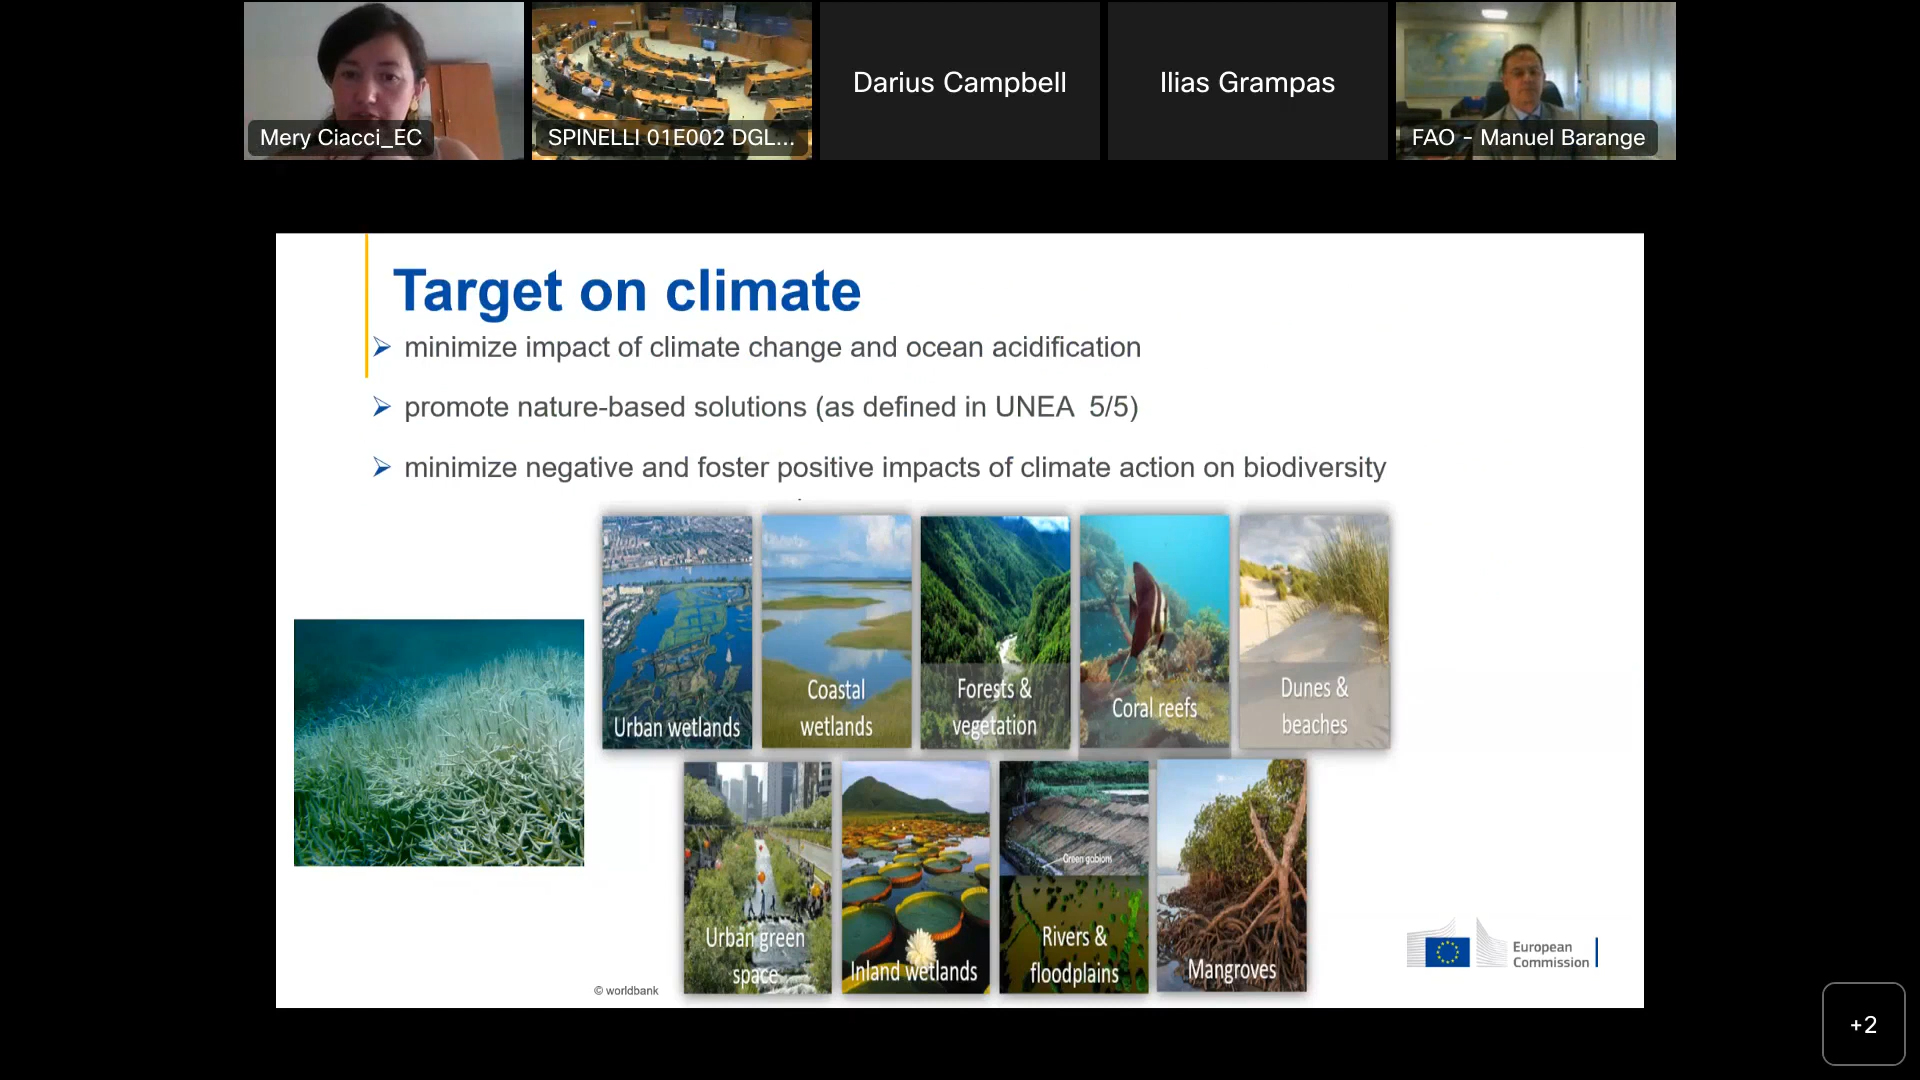 Mery Ciacci_EC
SPINELLI 01E002 DGL...
Darius Campbell
Ilias Grampas
FAO - Manuel Barange
Target on climate
minimize impact of climate change and ocean acidification
promote nature-based solutions (as defined in UNEA 5/5)
minimize negative and foster positive impacts of climate action on biodiversity
Urban wetlands
Coastal
wetlands
Forests &
vegetation
Coral reefs
Dunes &
beaches
Urban green
space
Inland wetlands
Green gabions
Rivers &
floodplains
Mangroves
© worldbank
European
Commission
+2